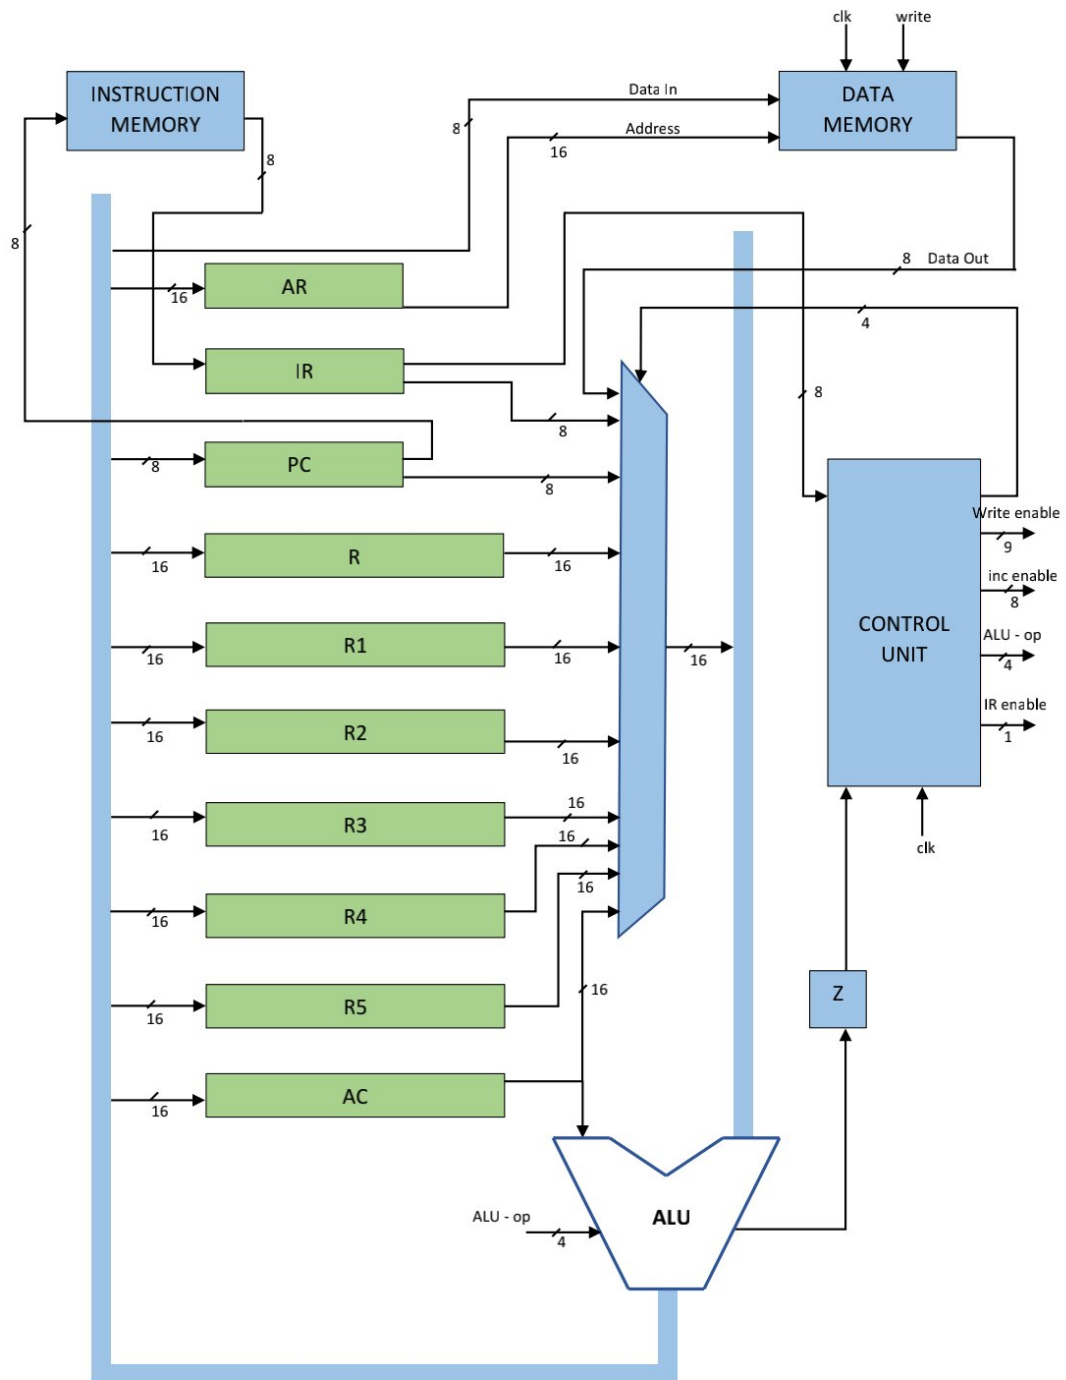 clk
write
INSTRUCTION
MEMORY
DATA
MEMORY
Data In
8
Address
16
8
8
8
Data Out
16
AR
4
IR
8
8
PC
8
8
Write enable
9
R
16
16
inc enable
8
CONTROL
UNIT
ALU - op
4
R1
16
16
16
IR enable
1
R2
16
16
R3
16
16
16
clk
R4
16
16
16
Z
R5
16
AC
16
ALU - op
4
ALU